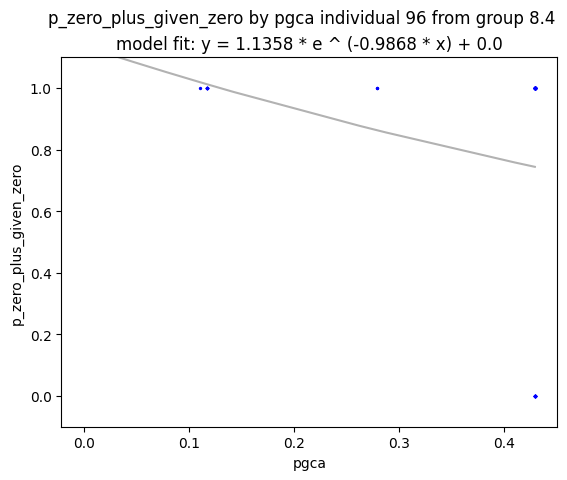 p_zero_plus_given_zero by pgca individual 96 from group 8.4
model fit: y = 1.1358 * e ^ (-0.9868 * x) + 0.0
p_zero_plus_given_zero
1.0
0.8
0.6
0.4
0.2
0.0
0.0 0.1 0.2 0.3 0.4
pgca